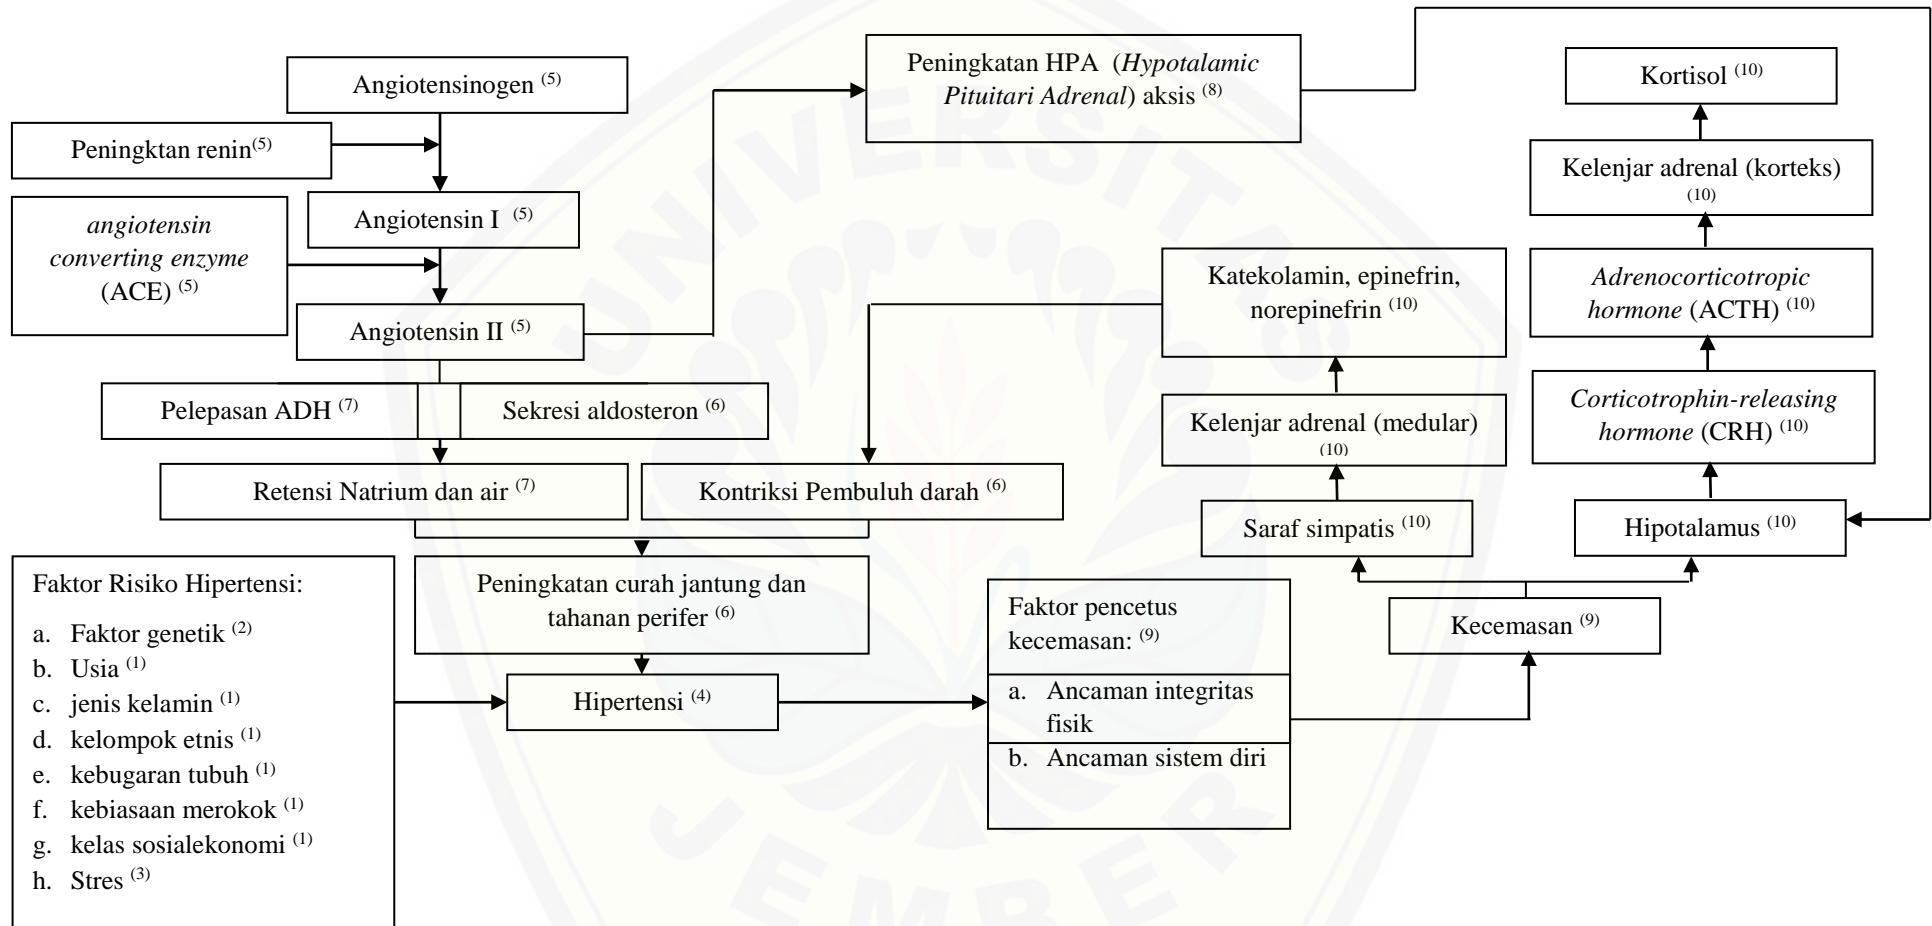 Angiotensinogen (5)
Peningktan renin(5)
Angiotensin I (5)
angiotensin
converting enzyme
(ACE) (5)
Angiotensin II (5)
Pelepasan ADH (7)
Sekresi aldosteron (6)
Retensi Natrium dan air (7)
Kontriksi Pembuluh darah (6)
Peningkatan curah jantung dan
tahanan perifer (6)
Hipertensi (4)
Faktor Risiko Hipertensi:
a. Faktor genetik (2)
b. Usia (1)
c. jenis kelamin (1)
d. kelompok etnis (1)
e. kebugaran tubuh (1)
f. kebiasaan merokok (1)
g. kelas sosialekonomi (1)
h. Stres (3)
Peningkatan HPA (Hypotalamic
Pituitari Adrenal) aksis (8)
Katekolamin, epinefrin,
norepinefrin (10)
Kelenjar adrenal (medular)
(10)
Saraf simpatis (10)
Faktor pencetus
kecemasan: (9)
a. Ancaman integritas
fisik
b. Ancaman sistem diri
Kecemasan (9)
Kortisol (10)
Kelenjar adrenal (korteks)
(10)
Adrenocorticotropic
hormone (ACTH) (10)
Corticotrophin-releasing
hormone (CRH) (10)
Hipotalamus (10)
UNIVERSITAS
JEMBER